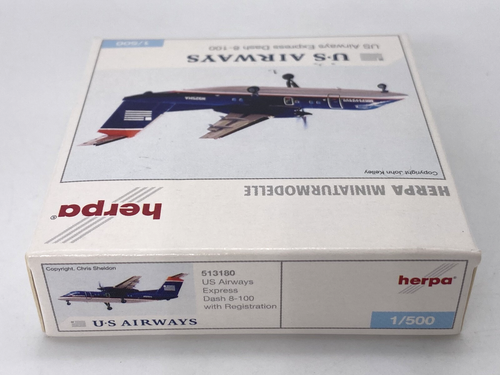 1/500
US Airways Express Dash 8-100
U·S AIRWAYS
Copyright John Kelley
HERPA MINIATURMODELLE
herpa®
Copyright, Chris Sheldon
513180
US Airways
Express
Dash 8-100
with Registration
U·S AIRWAYS
herpa®
1/500